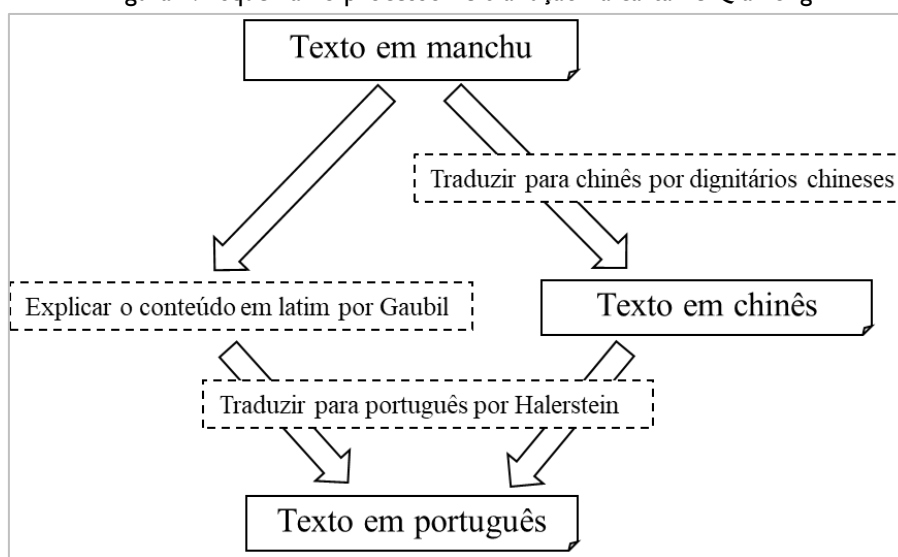 Texto em manchu
Traduzir para chinês por dignitários chineses
Explicar o conteúdo em latim por Gaubil
Texto em chinês
Traduzir para português por Halerstein
Texto em português